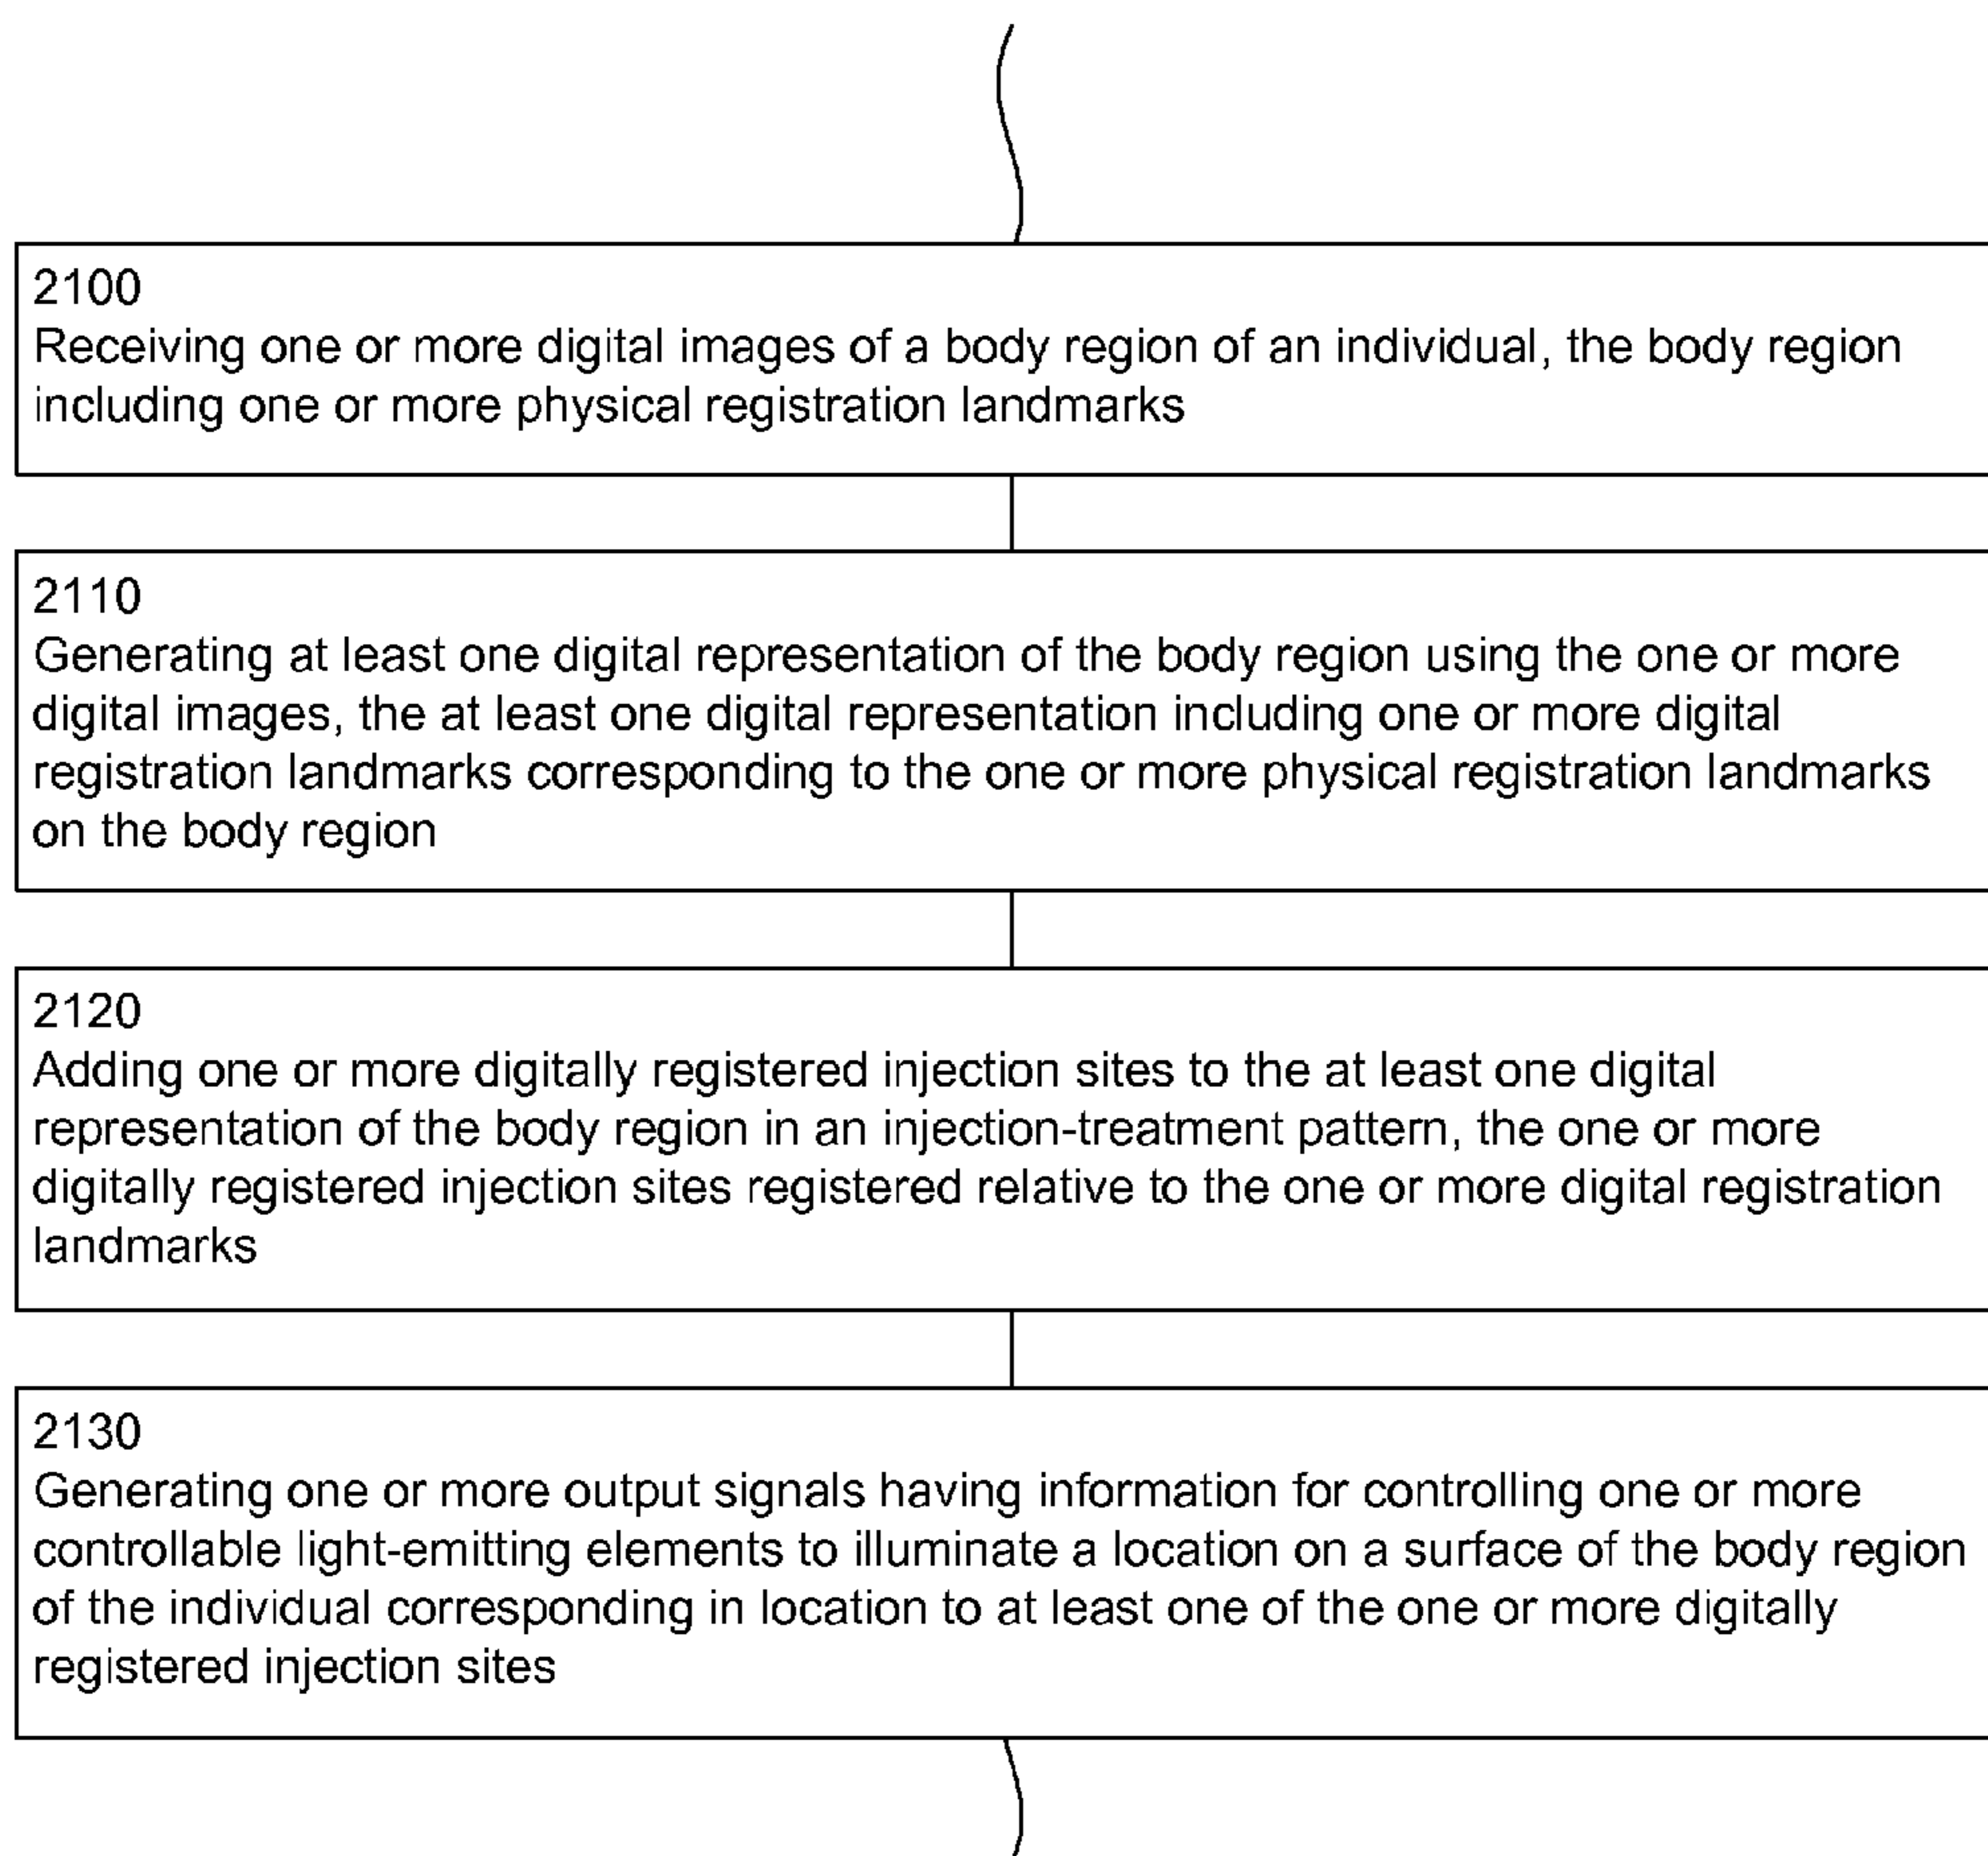 2100
Receiving one or more digital images of a body region of an individual, the body region
including one or more physical registration landmarks
2110
Generating at least one digital representation of the body region using the one or more
digital images, the at least one digital representation including one or more digital
registration landmarks corresponding to the one or more physical registration landmarks
on the body region
2120
Adding one or more digitally registered injection sites to the at least one digital
representation of the body region in an injection-treatment pattern, the one or more
digitally registered injection sites registered relative to the one or more digital registration
landmarks
2130
Generating one or more output signals having information for controlling one or more
controllable light-emitting elements to illuminate a location on a surface of the body region
of the individual corresponding in location to at least one of the one or more digitally
registered injection sites